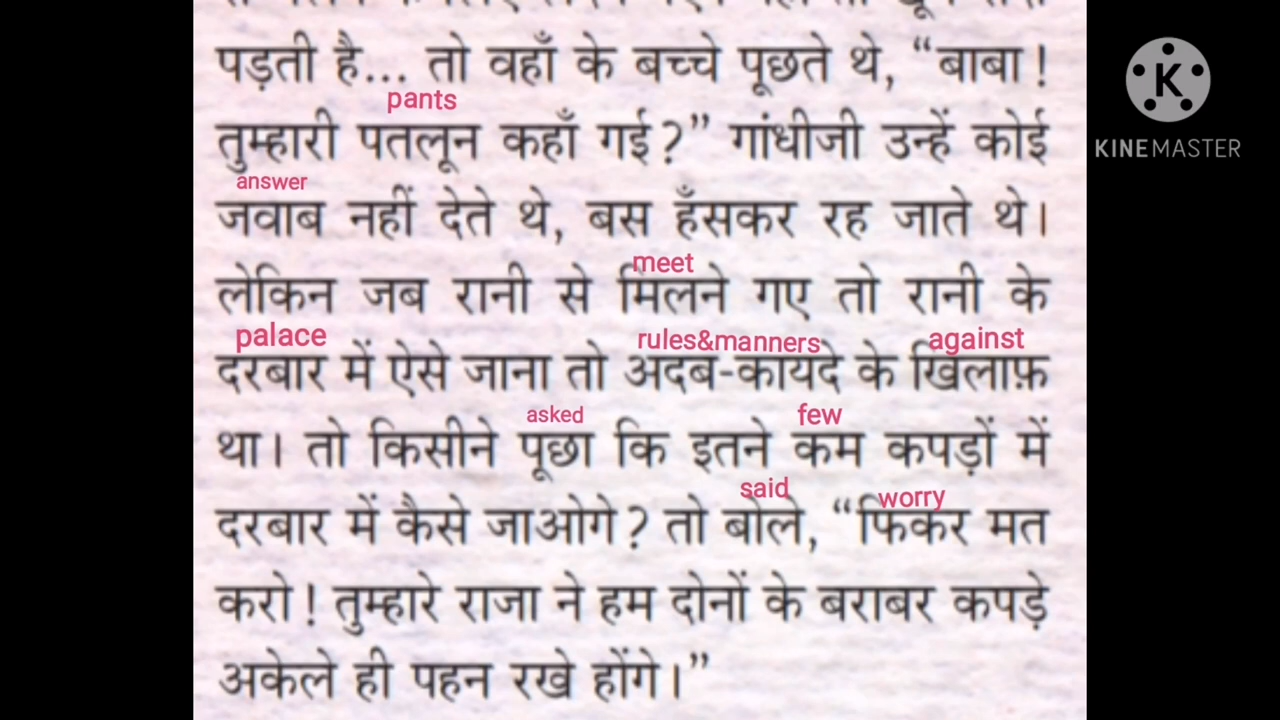 पड़ती है... तो वहाँ के बच्चे पूछते थे, “बाबा!
pants
तुम्हारी पतलून कहाँ गई?” गांधीजी उन्हें कोई
answer
जवाब नहीं देते थे, बस हँसकर रह जाते थे।
meet
लेकिन जब रानी से मिलने गए तो रानी के
palace rules&manners against
दरबार में ऐसे जाना तो अदब-कायदे के खिलाफ़
asked few
था। तो किसीने पूछा कि इतने कम कपड़ों में
said worry
दरबार में कैसे जाओगे? तो बोले, “फिकर मत
करो! तुम्हारे राजा ने हम दोनों के बराबर कपड़े
अकेले ही पहन रखे होंगे।”
K
KINEMASTER